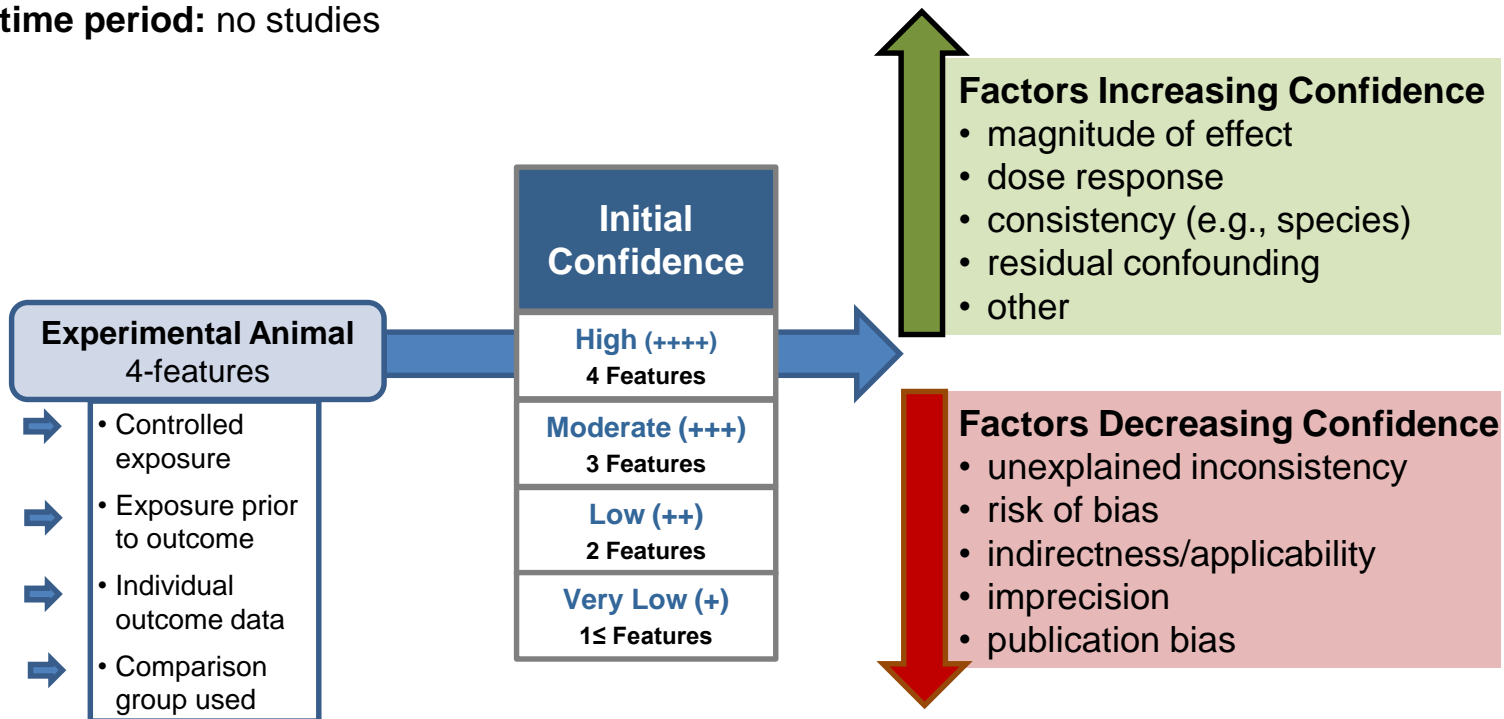 time period: no studies
Experimental Animal
4-features
• Controlled
exposure
• Exposure prior
to outcome
• Individual
outcome data
• Comparison
group used
Initial
Confidence
High (++++)
4 Features
Moderate (+++)
3 Features
Low (++)
2 Features
Very Low (+)
1≤ Features
Factors Increasing Confidence
• magnitude of effect
• dose response
• consistency (e.g., species)
• residual confounding
• other
Factors Decreasing Confidence
• unexplained inconsistency
• risk of bias
• indirectness/applicability
• imprecision
• publication bias